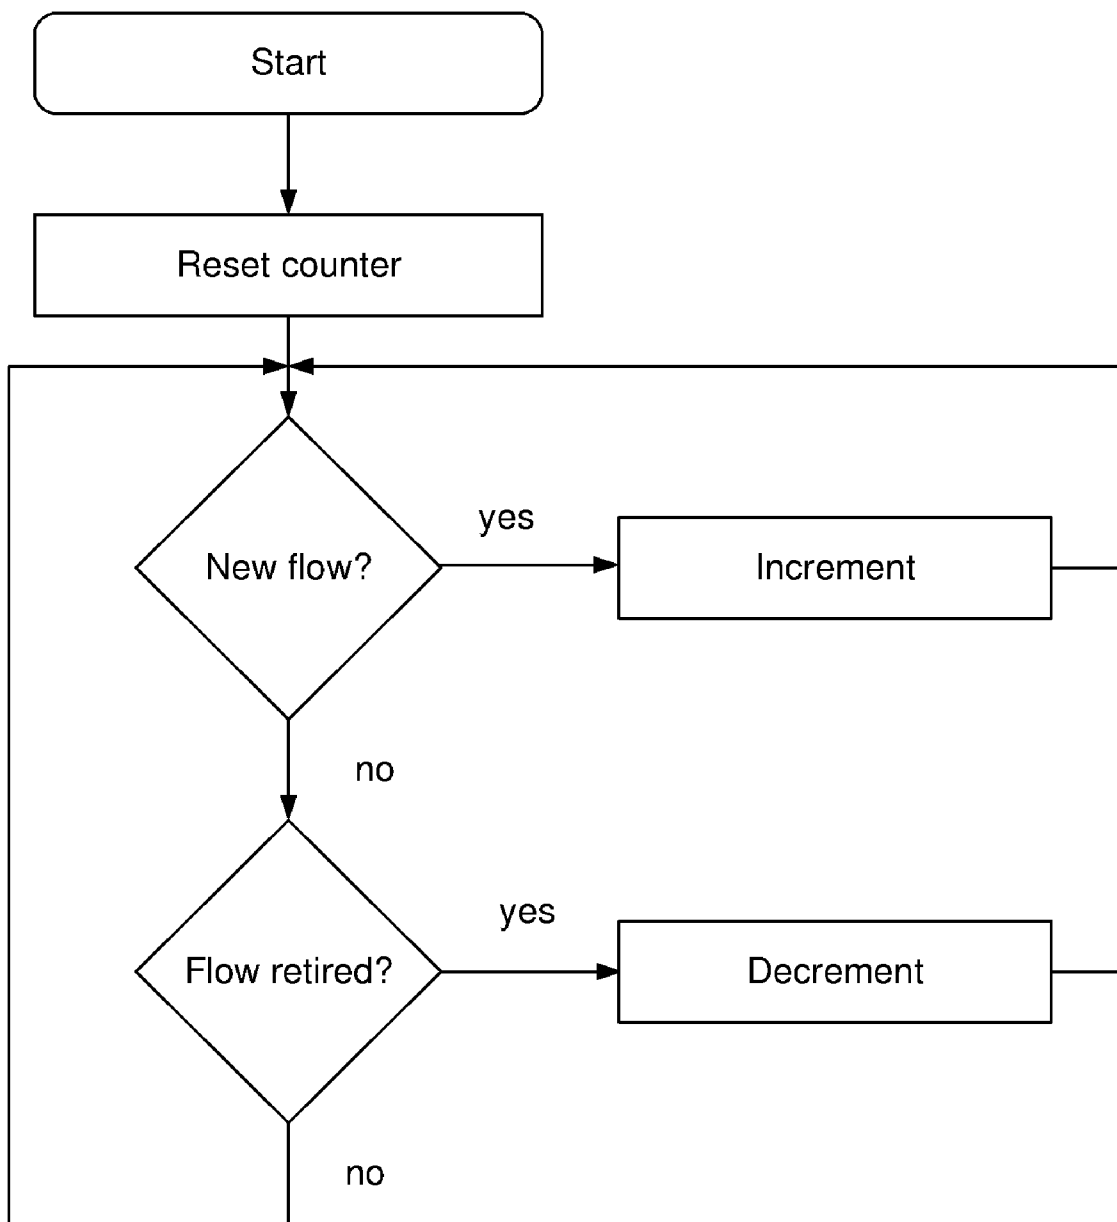 Start
Reset counter
New flow?
yes
Increment
no
Flow retired?
yes
Decrement
no